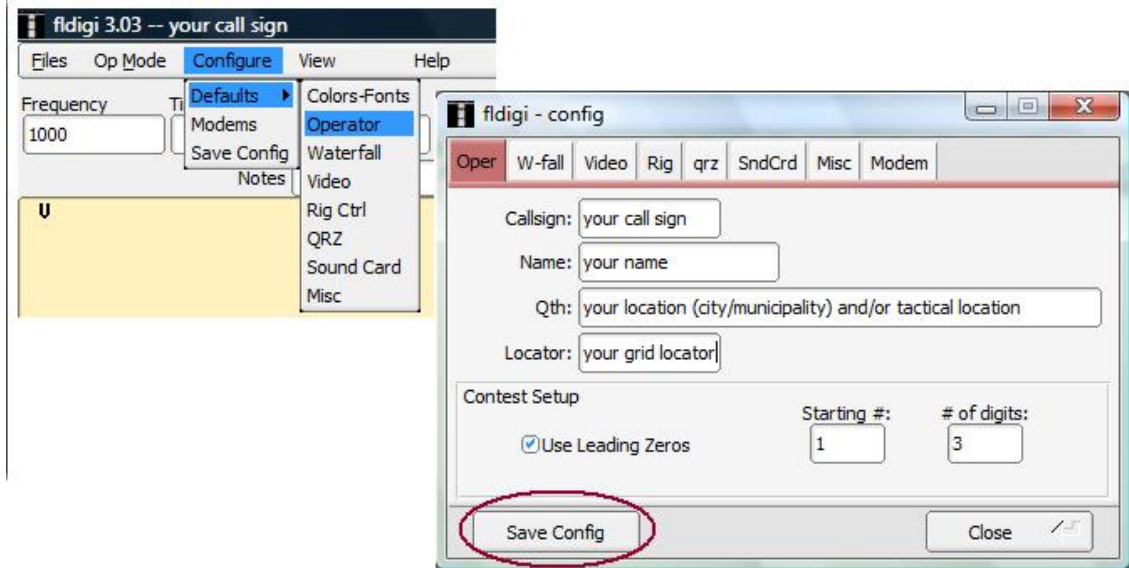 fldigi 3.03 -- your call sign
Files Op Mode Configure View Help
Frequency
1000
Defaults
Modems
Save Config
Notes
Colors-Fonts
Operator
Waterfall
Video
Rig Ctrl
QRZ
Sound Card
Misc
fldigi - config
Oper W-fall Video Rig qrz SndCrd Misc Modem
Callsign: your call sign
Name: your name
Qth: your location (city/municipality) and/or tactical location
Locator: your grid locator
Contest Setup
Starting #: # of digits:
Use Leading Zeros 1 3
Save Config Close